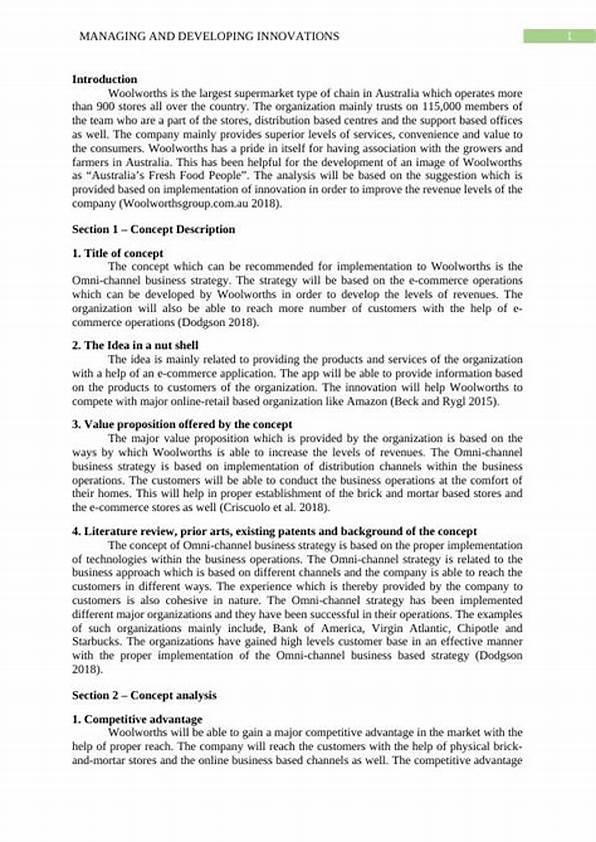 MANAGING AND DEVELOPING INNOVATIONS 1
Introduction
Woolworths is the largest supermarket type of chain in Australia which operates more
than 900 stores all over the country. The organization mainly trusts on 115,000 members of
the team who are a part of the stores, distribution based centres and the support based offices
as well. The company mainly provides superior levels of services, convenience and value to
the consumers. Woolworths has a pride in itself for having association with the growers and
farmers in Australia. This has been helpful for the development of an image of Woolworths
as “Australia’s Fresh Food People”. The analysis will be based on the suggestion which is
provided based on implementation of innovation in order to improve the revenue levels of the
company (Woolworthsgroup.com.au 2018).
Section 1 – Concept Description
1. Title of concept
The concept which can be recommended for implementation to Woolworths is the
Omni-channel business strategy. The strategy will be based on the e-commerce operations
which can be developed by Woolworths in order to develop the levels of revenues. The
organization will also be able to reach more number of customers with the help of e-
commerce operations (Dodgson 2018).
2. The Idea in a nut shell
The idea is mainly related to providing the products and services of the organization
with a help of an e-commerce application. The app will be able to provide information based
on the products to customers of the organization. The innovation will help Woolworths to
compete with major online-retail based organization like Amazon (Beck and Rygl 2015).
3. Value proposition offered by the concept
The major value proposition which is provided by the organization is based on the
ways by which Woolworths is able to increase the levels of revenues. The Omni-channel
business strategy is based on implementation of distribution channels within the business
operations. The customers will be able to conduct the business operations at the comfort of
their homes. This will help in proper establishment of the brick and mortar based stores and
the e-commerce stores as well (Criscuolo et al. 2018).
4. Literature review, prior arts, existing patents and background of the concept
The concept of Omni-channel business strategy is based on the proper implementation
of technologies within the business operations. The Omni-channel strategy is related to the
business approach which is based on different channels and the company is able to reach the
customers in different ways. The experience which is thereby provided by the company to
customers is also cohesive in nature. The Omni-channel strategy has been implemented
different major organizations and they have been successful in their operations. The examples
of such organizations mainly include, Bank of America, Virgin Atlantic, Chipotle and
Starbucks. The organizations have gained high levels customer base in an effective manner
with the proper implementation of the Omni-channel business based strategy (Dodgson
2018).
Section 2 – Concept analysis
1. Competitive advantage
Woolworths will be able to gain a major competitive advantage in the market with the
help of proper reach. The company will reach the customers with the help of physical brick-
and-mortar stores and the online business based channels as well. The competitive advantage